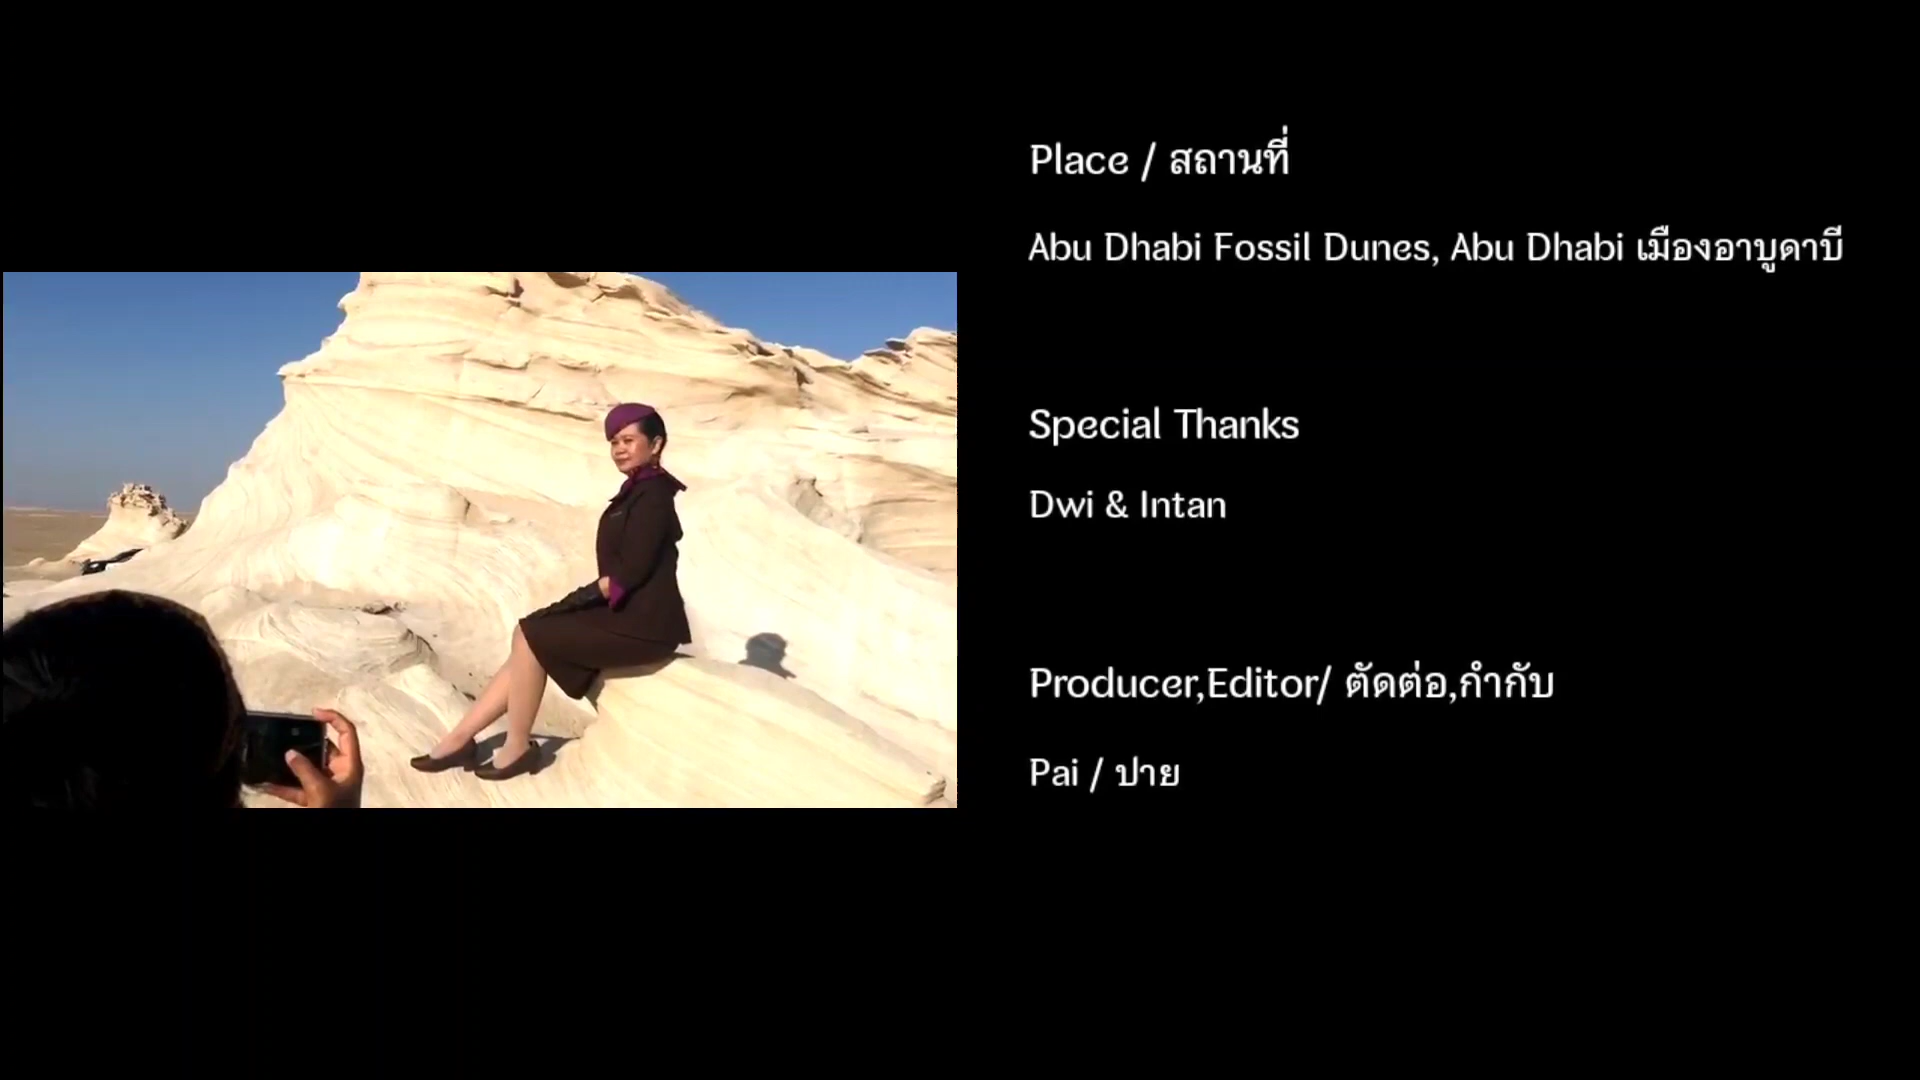 Place / สถานที่
Abu Dhabi Fossil Dunes, Abu Dhabi เมืองอาบูดาบี
Special Thanks
Dwi & Intan
Producer,Editor/ ตัดต่อ,กำกับ
Pai / ปาย